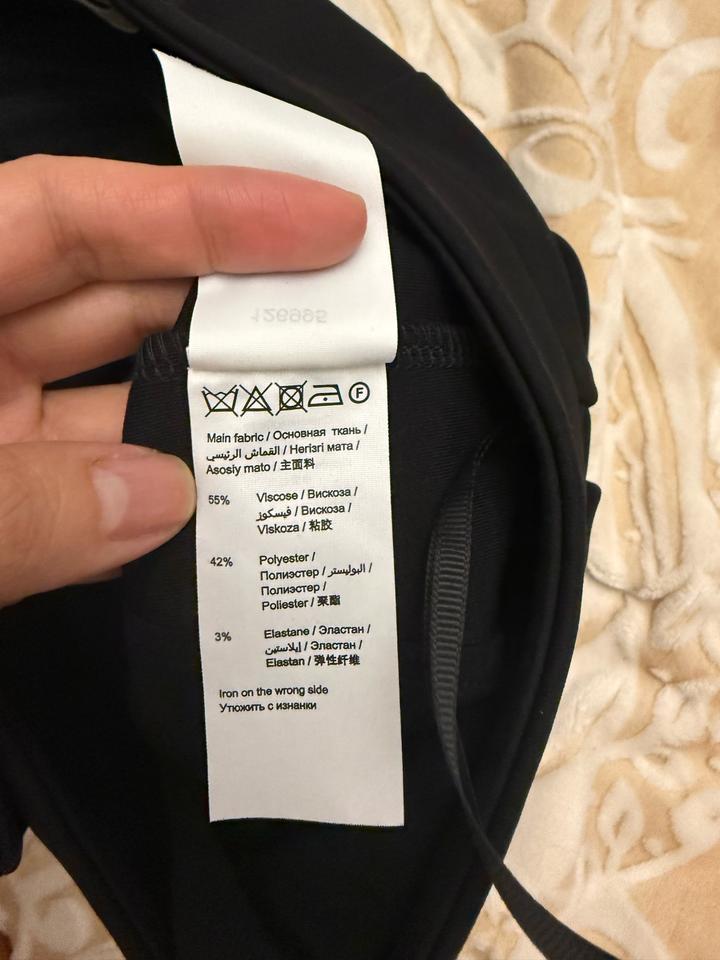 126995
F
Main fabric / Основная ткань /
القماش الرئيسي / Негізгі мата /
Asosiy mato / 主面料
55% Viscose / Вискоза /
فيسكوز / Вискоза /
Viskoza / 粘胶
42% Polyester /
Полиэстер / البوليستر /
Полиэстер /
Poliester / 聚酯
3% Elastane / Эластан /
إيلاستين / Эластан /
Elastan / 弹性纤维
Iron on the wrong side
Утюжить с изнанки